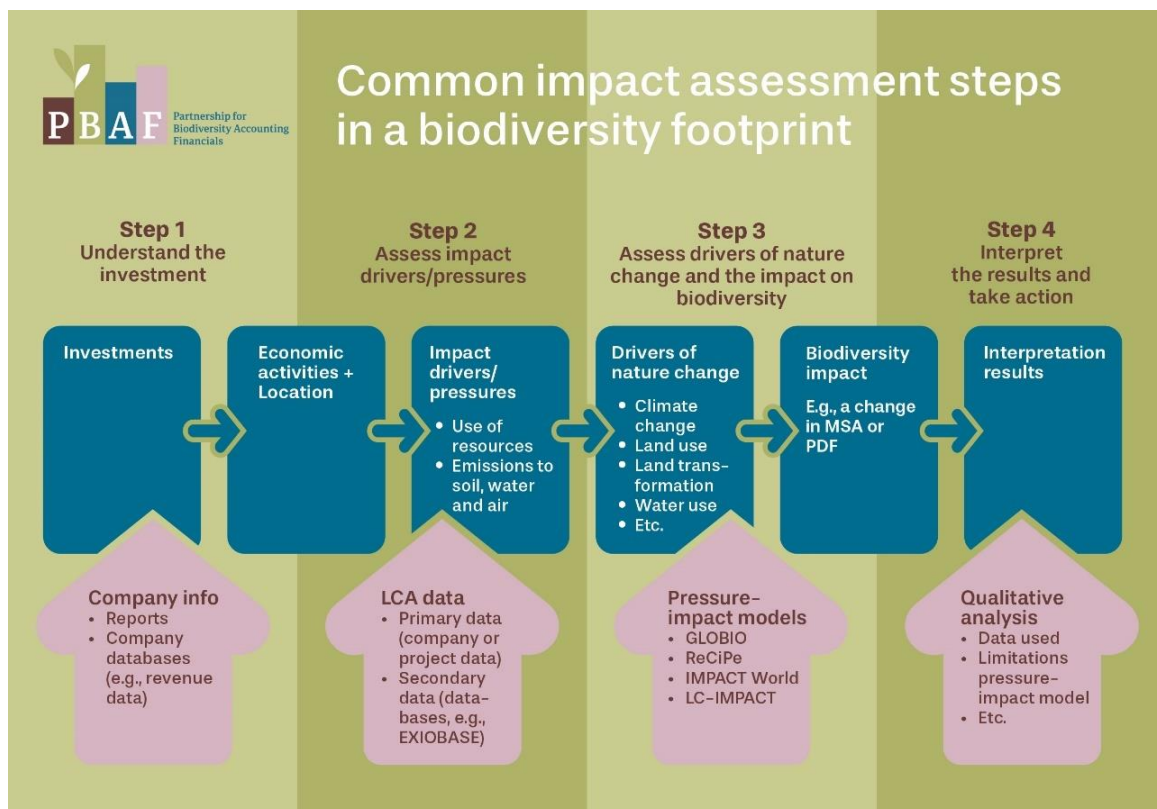 PBAF
Partnership for
Biodiversity Accounting
Financials
Common impact assessment steps
in a biodiversity footprint
Step 1
Understand the
investment
Step 2
Assess impact
drivers/pressures
Step 3
Assess drivers of nature
change and the impact on
biodiversity
Step 4
Interpret
the results and
take action
Investments
Economic
activities +
Location
Impact
drivers/
pressures
• Use of
resources
• Emissions to
soil, water
and air
Drivers of
nature change
• Climate
change
• Land use
• Land trans-
formation
• Water use
• Etc.
Biodiversity
impact
E.g., a change
in MSA or
PDF
Interpretation
results
Company info
• Reports
• Company
databases
(e.g., revenue
data)
LCA data
• Primary data
(company or
project data)
• Secondary
data (data-
bases, e.g.,
EXIOBASE)
Pressure-
impact models
• GLOBIO
• ReCiPe
• IMPACT World
• LC-IMPACT
Qualitative
analysis
• Data used
• Limitations
pressure-
impact model
• Etc.